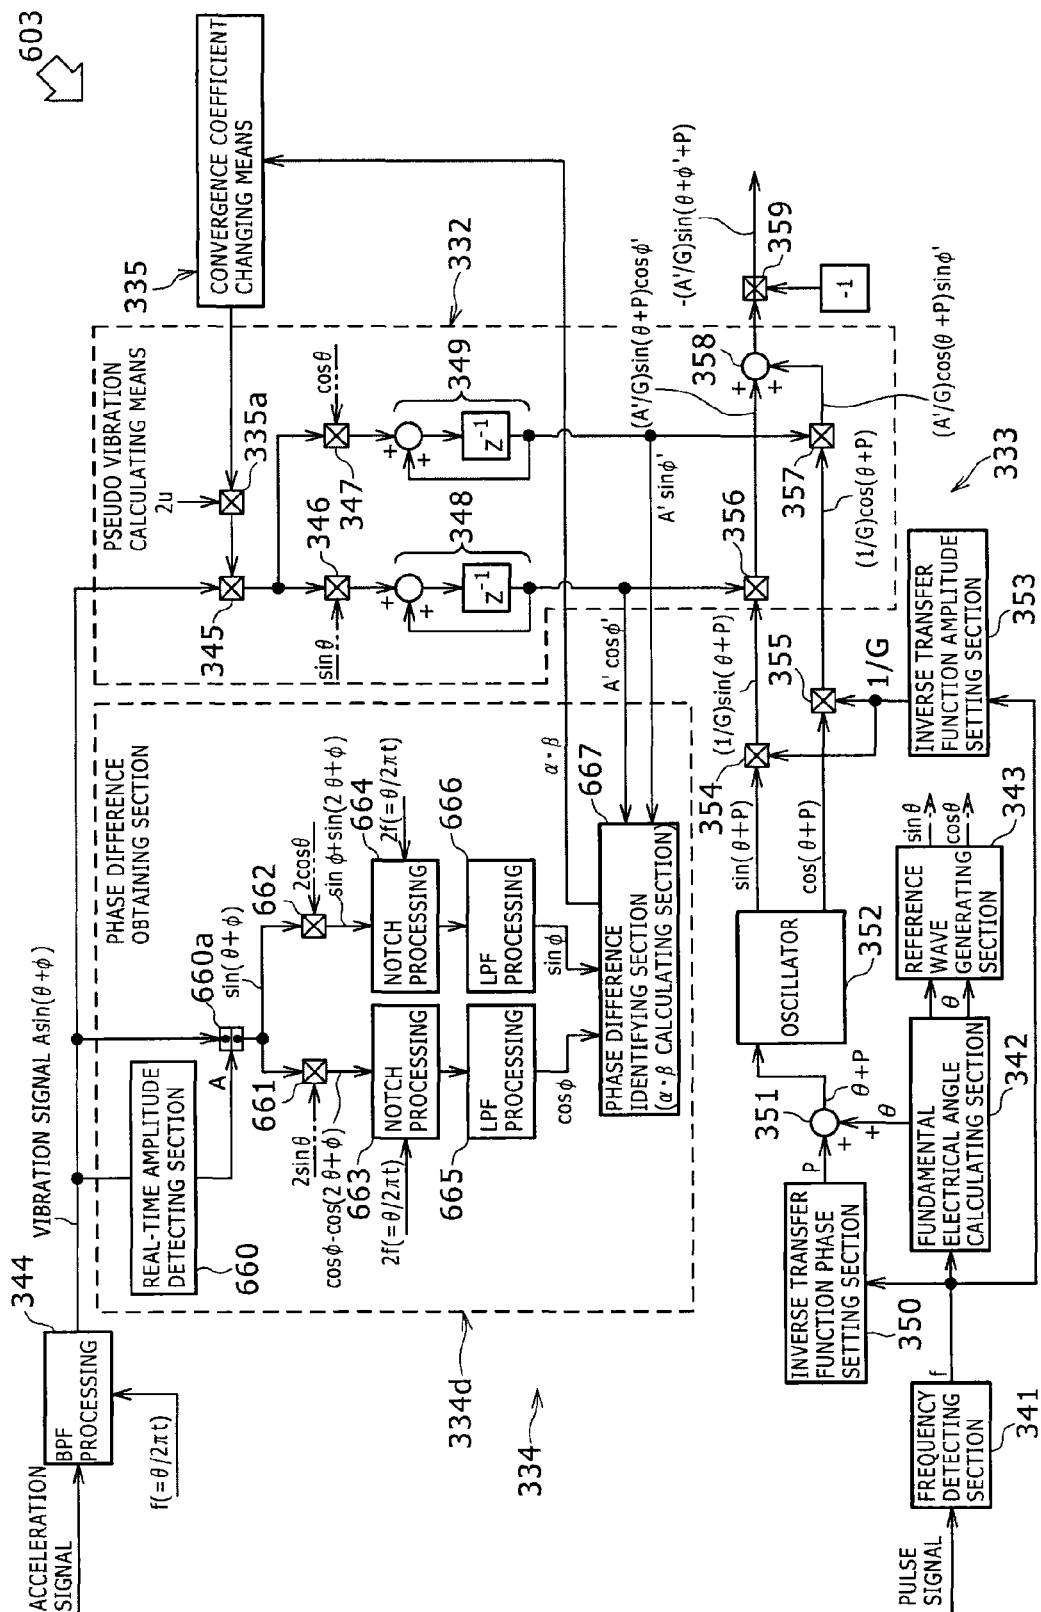 603
ACCELERATION
SIGNAL
344
BPF
PROCESSING
f(=θ/2πt)
VIBRATION SIGNAL Asin(θ+φ)
335
CONVERGENCE COEFFICIENT
CHANGING MEANS
PHASE DIFFERENCE
OBTAINING SECTION
REAL-TIME AMPLITUDE
DETECTING SECTION
660
A
660a
sin(θ+φ)
661
662
2sinθ
2cosθ
cosφ-cos(2θ+φ)
sinφ+sin(2θ+φ)
663
664
NOTCH
PROCESSING
NOTCH
PROCESSING
2f(=θ/2πt)
2f(=θ/2πt)
665
666
LPF
PROCESSING
LPF
PROCESSING
cosφ
sinφ
667
PHASE DIFFERENCE
IDENTIFYING SECTION
(α·β CALCULATING SECTION)
α·β
334d
334
PSEUDO VIBRATION
CALCULATING MEANS
332
2u
335a
345
346
347
sinθ
cosθ
348
349
+
+
+
+
Z-1
Z-1
A'cosφ'
A'sinφ'
350
INVERSE TRANSFER
FUNCTION PHASE
SETTING SECTION
P
351
+
+
θ
θ+P
352
OSCILLATOR
sin(θ+P)
cos(θ+P)
354
355
(1/G)sin(θ+P)
(1/G)cos(θ+P)
1/G
356
357
(A'/G)sin(θ+P)cosφ'
(A'/G)cos(θ+P)sinφ'
358
+
+
359
-1
-(A'/G)sin(θ+φ'+P)
333
PULSE
SIGNAL
FREQUENCY
DETECTING
SECTION
341
f
FUNDAMENTAL
ELECTRICAL ANGLE
CALCULATING SECTION
342
θ
REFERENCE
WAVE
GENERATING
SECTION
343
sinθ
cosθ
INVERSE TRANSFER
FUNCTION AMPLITUDE
SETTING SECTION
353